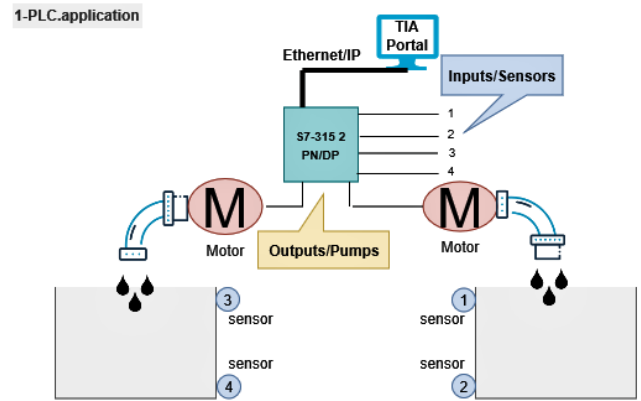 1-PLC.application
TIA
Portal
Ethernet/IP
Inputs/Sensors
S7-315 2
PN/DP
1
2
3
4
M
Motor
Outputs/Pumps
M
Motor
3
sensor
sensor
4
1
sensor
sensor
2